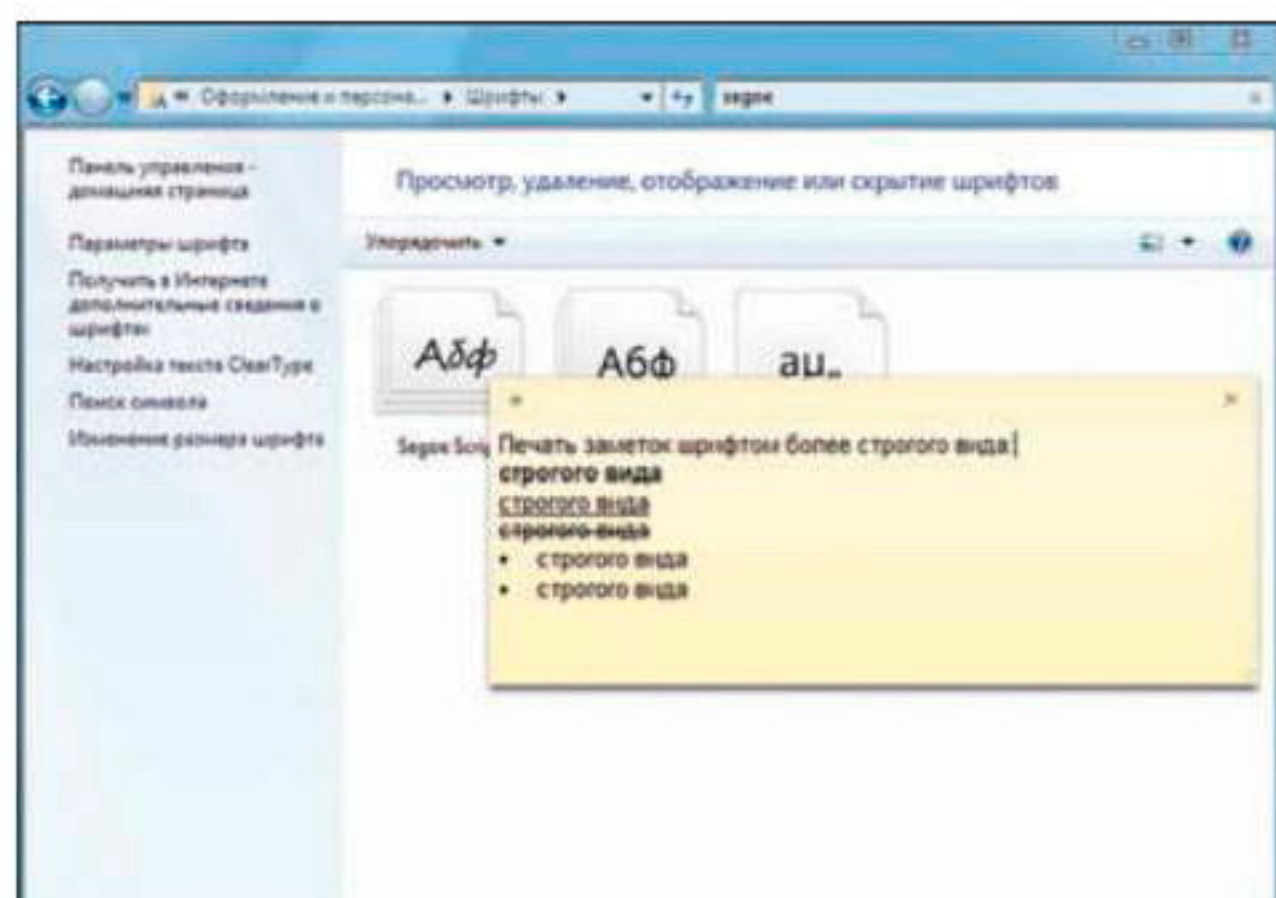 Оформление и персона... Шрифты
segoe
Панель управления -
домашняя страница
Параметры шрифта
Получить в Интернете
дополнительные сведения о
шрифтах
Настройка текста ClearType
Поиск символа
Изменение размера шрифта
Просмотр, удаление, отображение или скрытие шрифтов
Упорядочить
Абф
Абф
Segoe Scrip
Печать заметок шрифтом более строгого вида
строгого вида
строгого вида
строгого вида
• строгого вида
• строгого вида